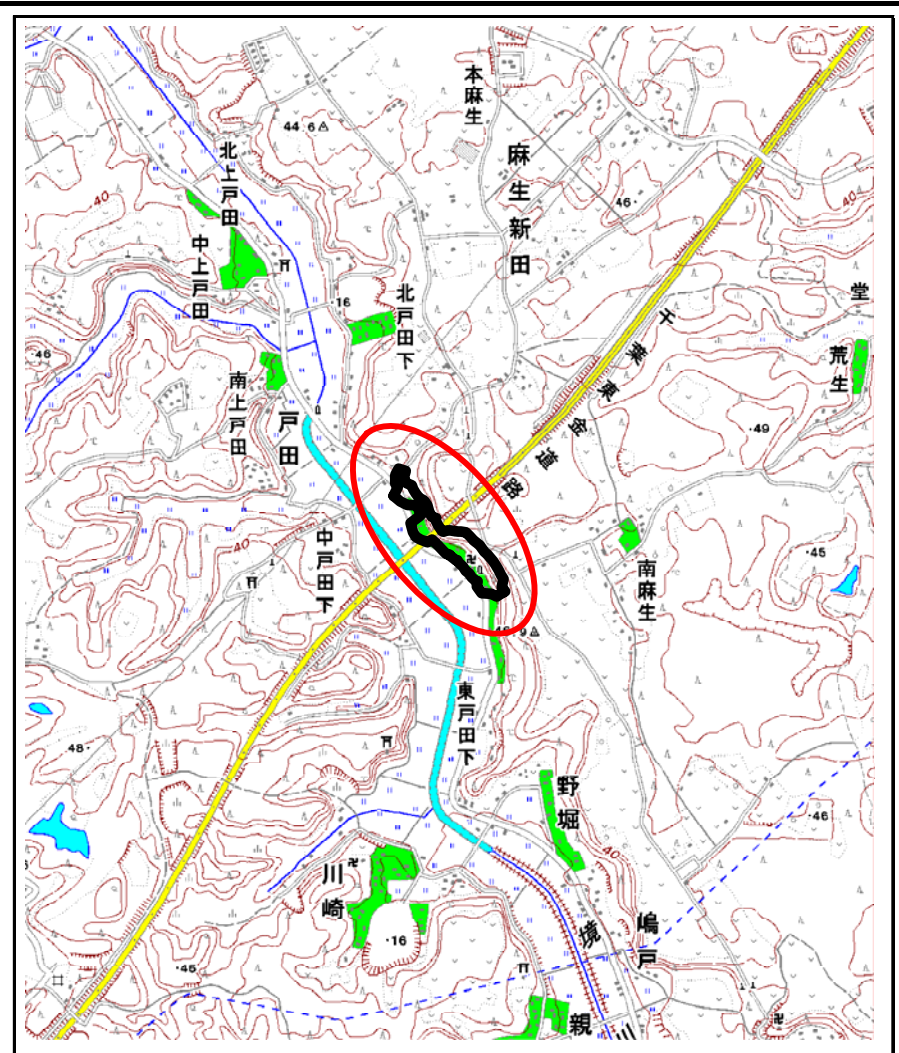 本麻生
44.6
麻生新田
北上戸田
40
46
40
中上戸田
16
北戸田下
堂
千葉東金道路
荒生
46
南上戸田
戸田
49
40
中戸田下
45
南麻生
東戸田下
48
野堀
46
川崎
40
16
嶋戸
境川
45
親